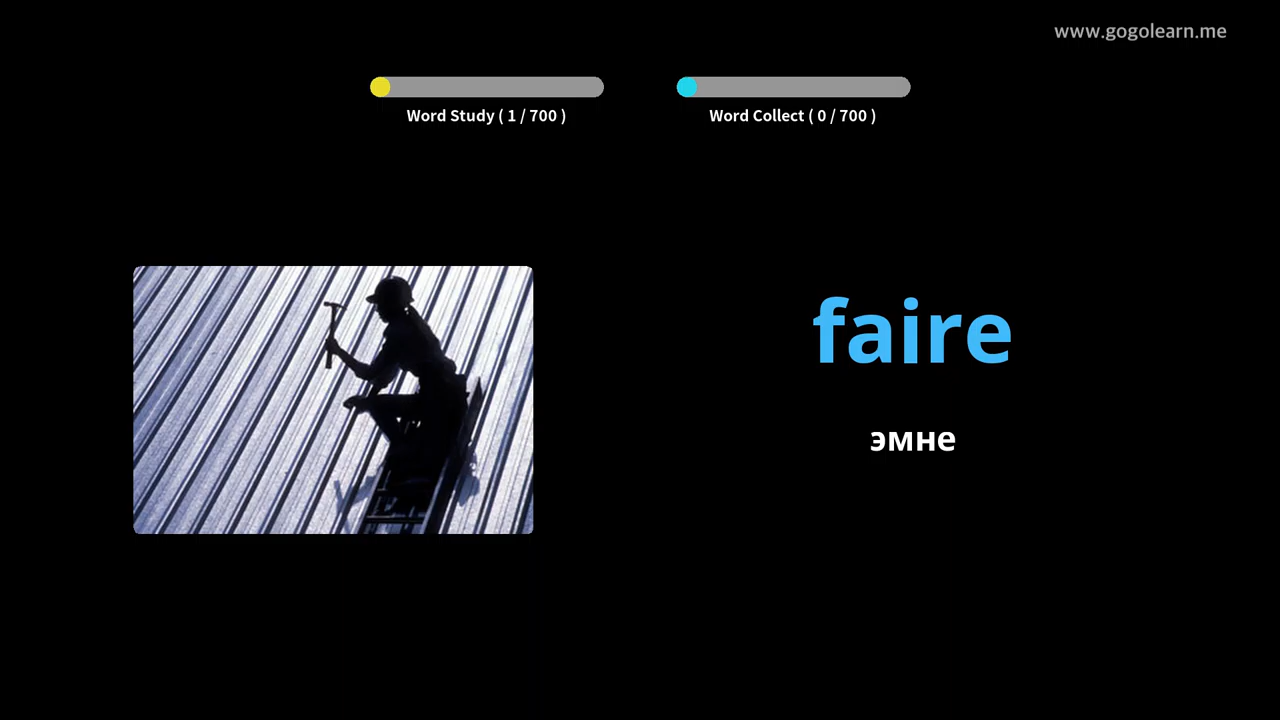 www.gogolearn.me
Word Study ( 1 / 700 )
Word Collect ( 0 / 700 )
faire
эмне